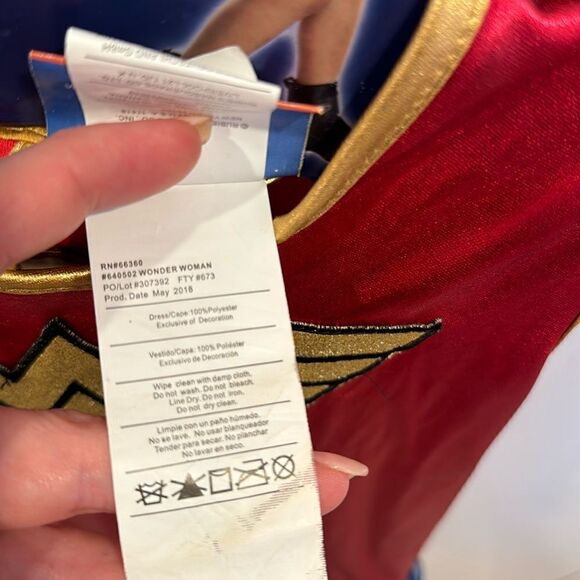 © RUBIE
RN#66360
#640502 WONDER WOMAN
PO/Lot #307392 FTY #673
Prod. Date May 2018
Dress/Cape:100%Polyester
Exclusive of Decoration
Vestido/Capa: 100% Poliéster
Exclusivo de Decoración
Wipe clean with damp cloth.
Do not wash. Do not bleach.
Line Dry. Do not iron.
Do not dry clean.
Limpie con un paño húmedo.
No se lave. No usar blanqueador
Tender para secar. No planchar
No lavar en seco.